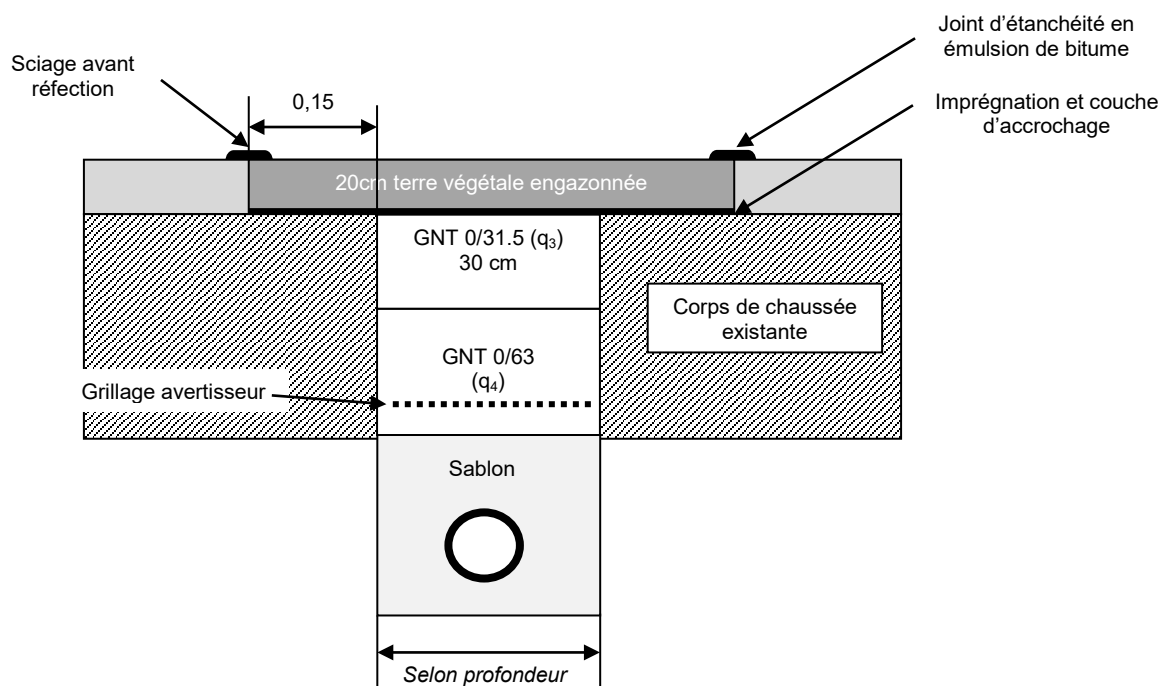 Joint d’étanchéité en
émulsion de bitume
Sciage avant
réfection
0,15
Imprégnation et couche
d’accrochage
20cm terre végétale engazonnée
GNT 0/31.5 (q₃)
30 cm
Corps de chaussée
existante
GNT 0/63
(q₄)
Grillage avertisseur
Sablon
Selon profondeur